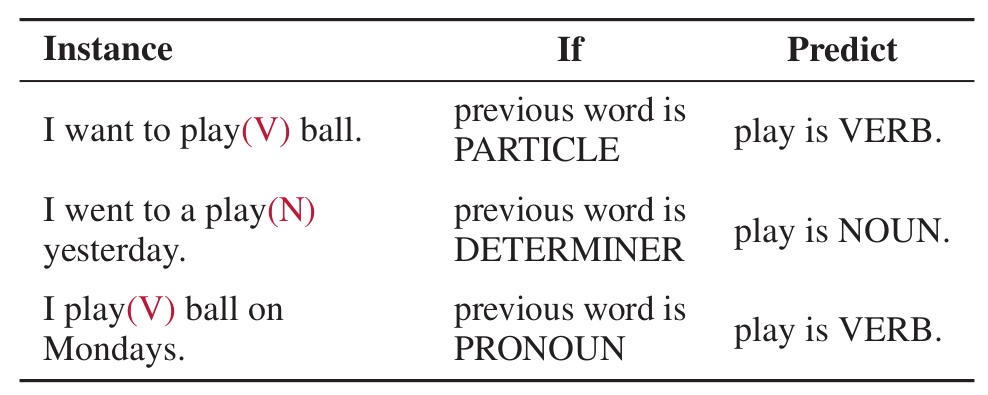 Instance If Predict
I want to play(V) ball.
previous word is
PARTICLE
play is VERB.
I went to a play(N)
yesterday.
previous word is
DETERMINER
play is NOUN.
I play(V) ball on
Mondays.
previous word is
PRONOUN
play is VERB.